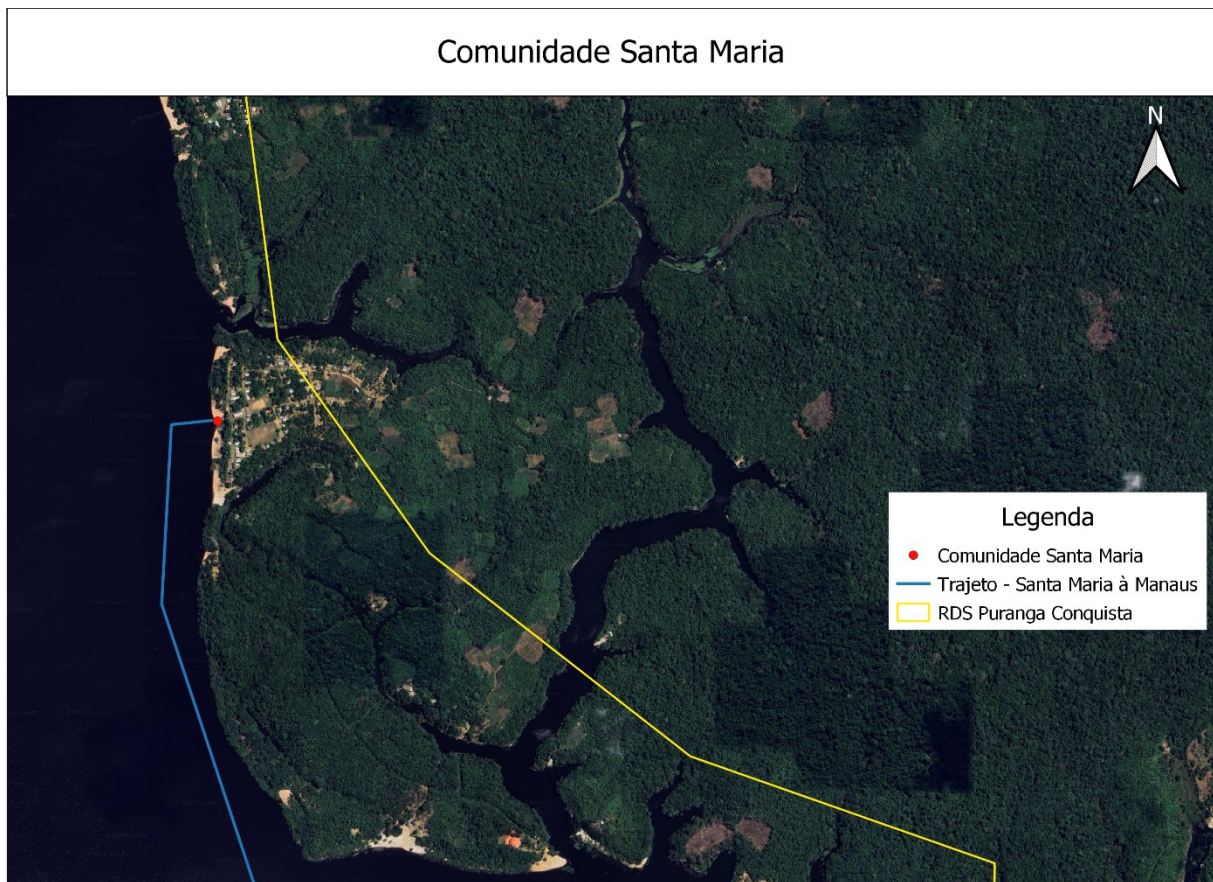 Comunidade Santa Maria
N
Legenda
Comunidade Santa Maria
Trajeto - Santa Maria à Manaus
RDS Puranga Conquista